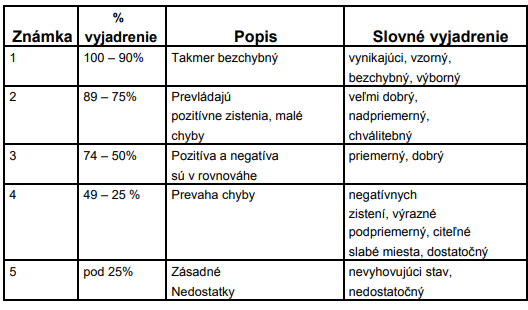 Známka % vyjadrenie Popis Slovné vyjadrenie
1 100 – 90% Takmer bezchybný vynikajúci, vzorný,
bezchybný, výborný
2 89 – 75% Prevládajú veľmi dobrý,
pozitívne zistenia, malé nadpriemerný,
chyby chválitebný
3 74 – 50% Pozitíva a negatíva priemerný, dobrý
sú v rovnováhe
4 49 – 25 % Prevaha chyby negatívnych
zistení, výrazné
podpriemerný, citeľné
slabé miesta, dostatočný
5 pod 25% Zásadné nevyhovujúci stav,
Nedostatky nedostatočný